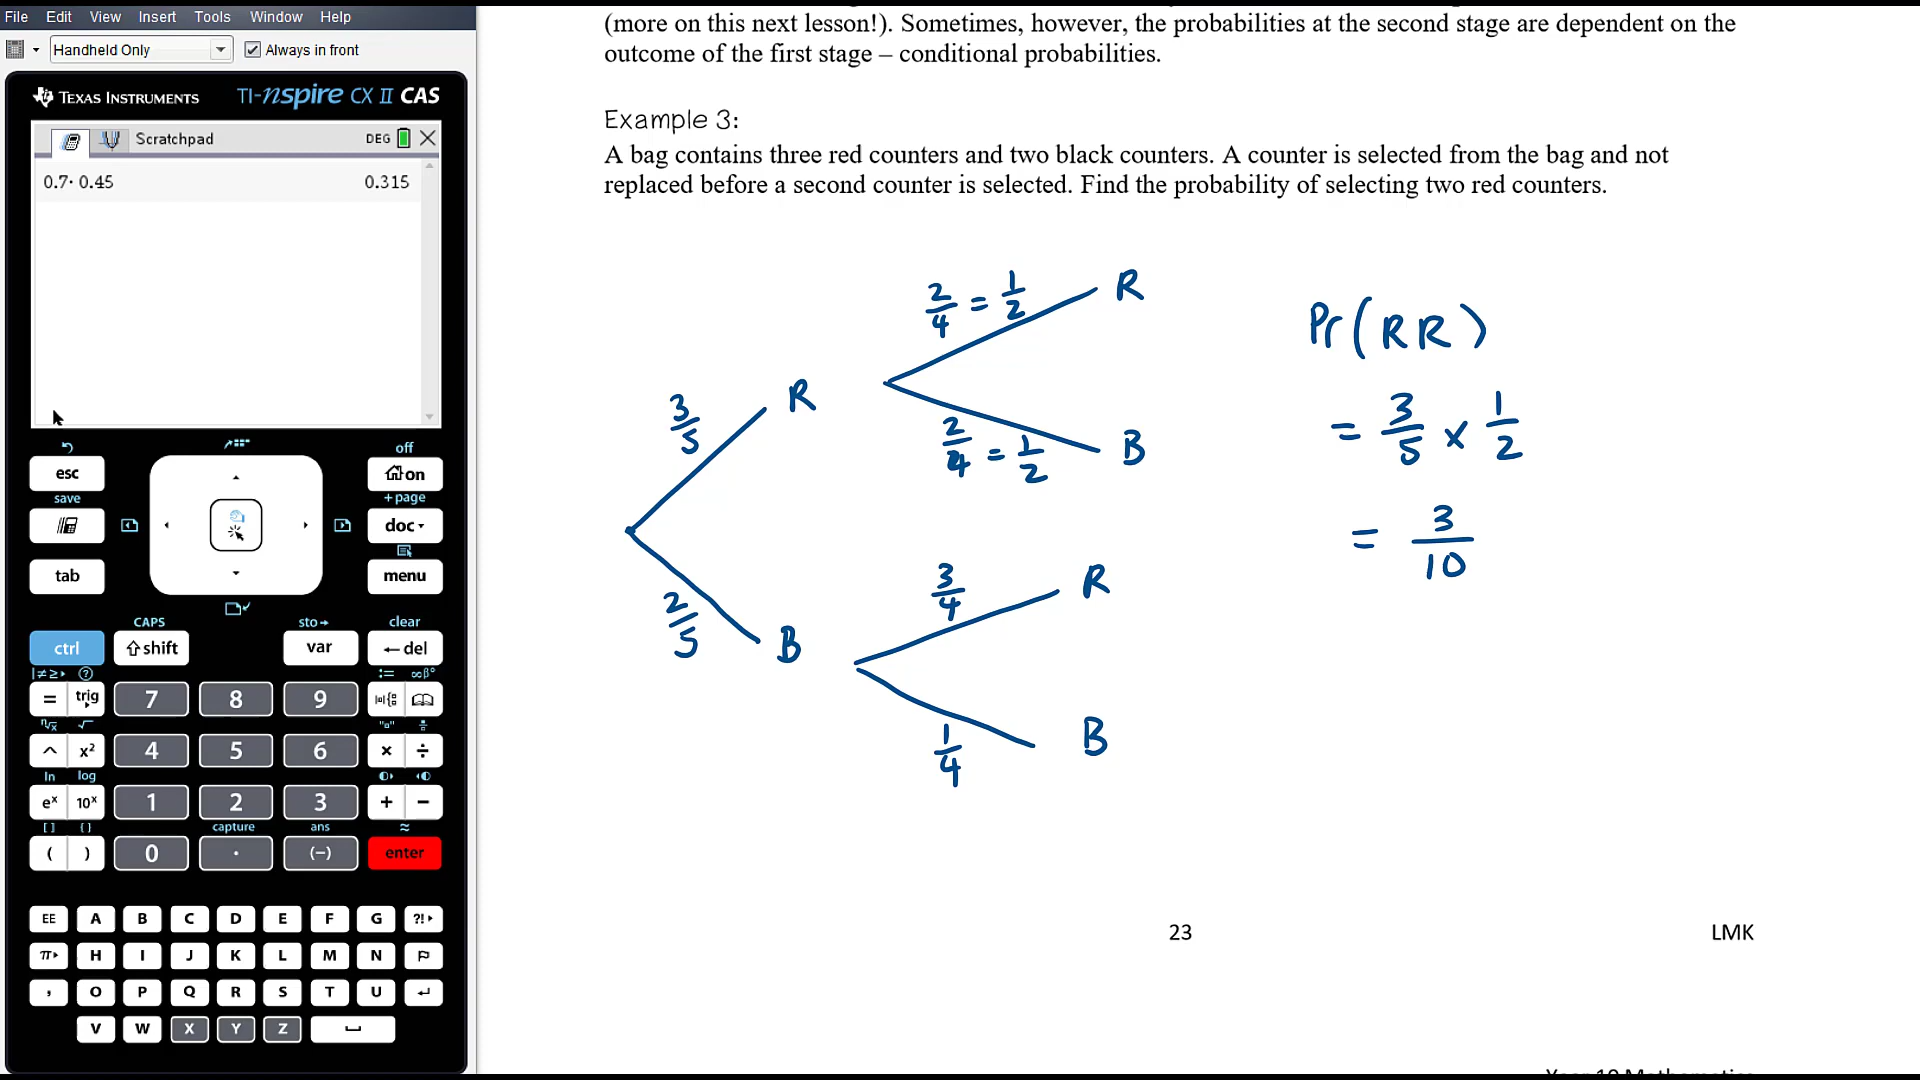 File Edit View Insert Tools Window Help
Handheld Only Always in front
TEXAS INSTRUMENTS TI-nspire CX II CAS
Scratchpad DEG
0.7· 0.45 0.315
off
esc on
save + page
doc
tab menu
CAPS sto→ clear
ctrl ⇧shift var ←del
|≠≥▸ ? := ∞β°
= trig 7 8 9
ⁿ√x √ "□"
^ x² 4 5 6 × ÷
ln log
eˣ 10ˣ 1 2 3 + −
[ ] { } capture ans ≈
( ) 0 . (−) enter
EE A B C D E F G ?!▸
π▸ H I J K L M N
, O P Q R S T U ↵
V W X Y Z
(more on this next lesson!). Sometimes, however, the probabilities at the second stage are dependent on the
outcome of the first stage – conditional probabilities.
Example 3:
A bag contains three red counters and two black counters. A counter is selected from the bag and not
replaced before a second counter is selected. Find the probability of selecting two red counters.
2/4 = 1/2 R
3/5 R
2/4 = 1/2 B
3/4 R
2/5 B
1/4 B
Pr(RR)
= 3/5 × 1/2
= 3/10
23 LMK